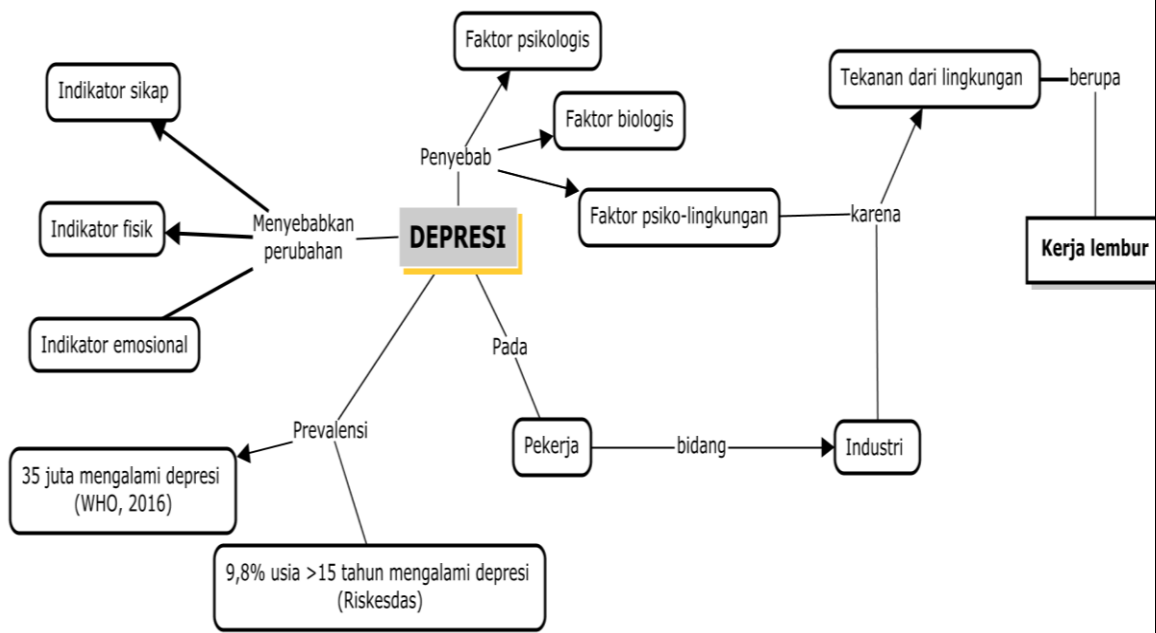 Faktor psikologis
Indikator sikap
Tekanan dari lingkungan
berupa
Faktor biologis
Penyebab
Indikator fisik
Menyebabkan
perubahan
DEPRESI
Faktor psiko-lingkungan
karena
Kerja lembur
Indikator emosional
Pada
Prevalensi
Pekerja
bidang
Industri
35 juta mengalami depresi
(WHO, 2016)
9,8% usia >15 tahun mengalami depresi
(Riskesdas)